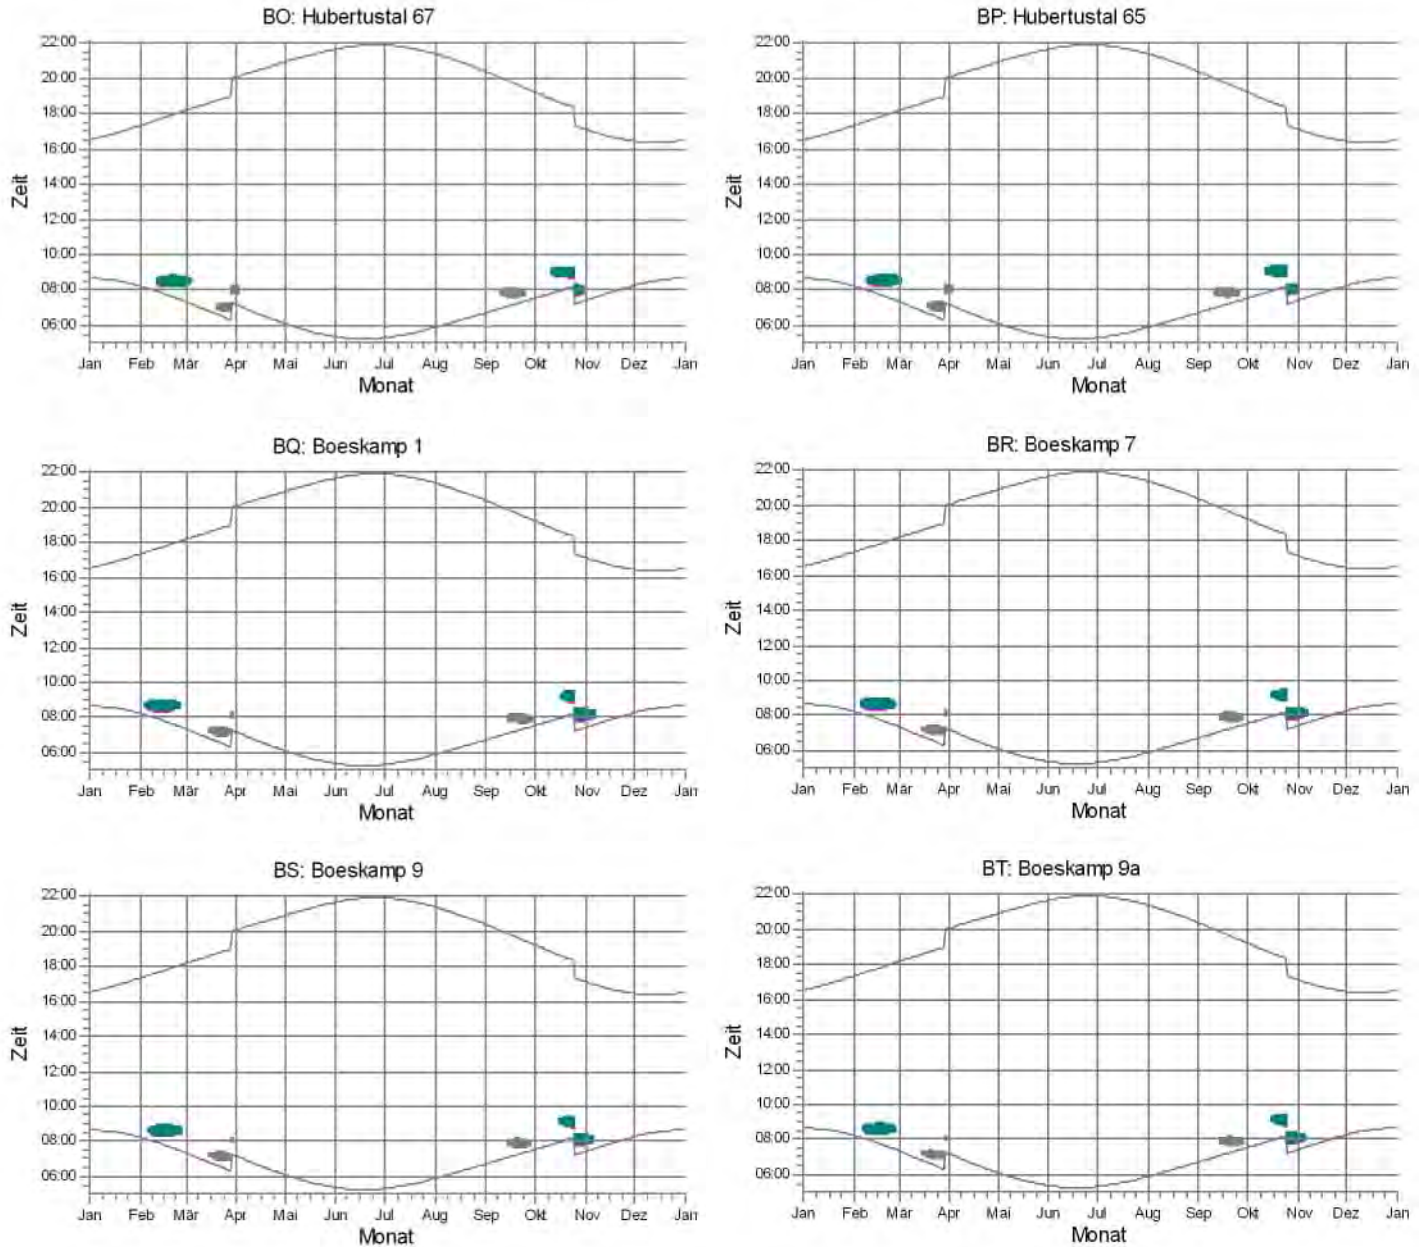 BO: Hubertustal 67
22:00
20:00
18:00
16:00
14:00
12:00
10:00
08:00
06:00
Zeit
Jan Feb Mär Apr Mai Jun Jul Aug Sep Okt Nov Dez Jan
Monat
BP: Hubertustal 65
22:00
20:00
18:00
16:00
14:00
12:00
10:00
08:00
06:00
Zeit
Jan Feb Mär Apr Mai Jun Jul Aug Sep Okt Nov Dez Jan
Monat
BQ: Boeskamp 1
22:00
20:00
18:00
16:00
14:00
12:00
10:00
08:00
06:00
Zeit
Jan Feb Mär Apr Mai Jun Jul Aug Sep Okt Nov Dez Jan
Monat
BR: Boeskamp 7
22:00
20:00
18:00
16:00
14:00
12:00
10:00
08:00
06:00
Zeit
Jan Feb Mär Apr Mai Jun Jul Aug Sep Okt Nov Dez Jan
Monat
BS: Boeskamp 9
22:00
20:00
18:00
16:00
14:00
12:00
10:00
08:00
06:00
Zeit
Jan Feb Mär Apr Mai Jun Jul Aug Sep Okt Nov Dez Jan
Monat
BT: Boeskamp 9a
22:00
20:00
18:00
16:00
14:00
12:00
10:00
08:00
06:00
Zeit
Jan Feb Mär Apr Mai Jun Jul Aug Sep Okt Nov Dez Jan
Monat